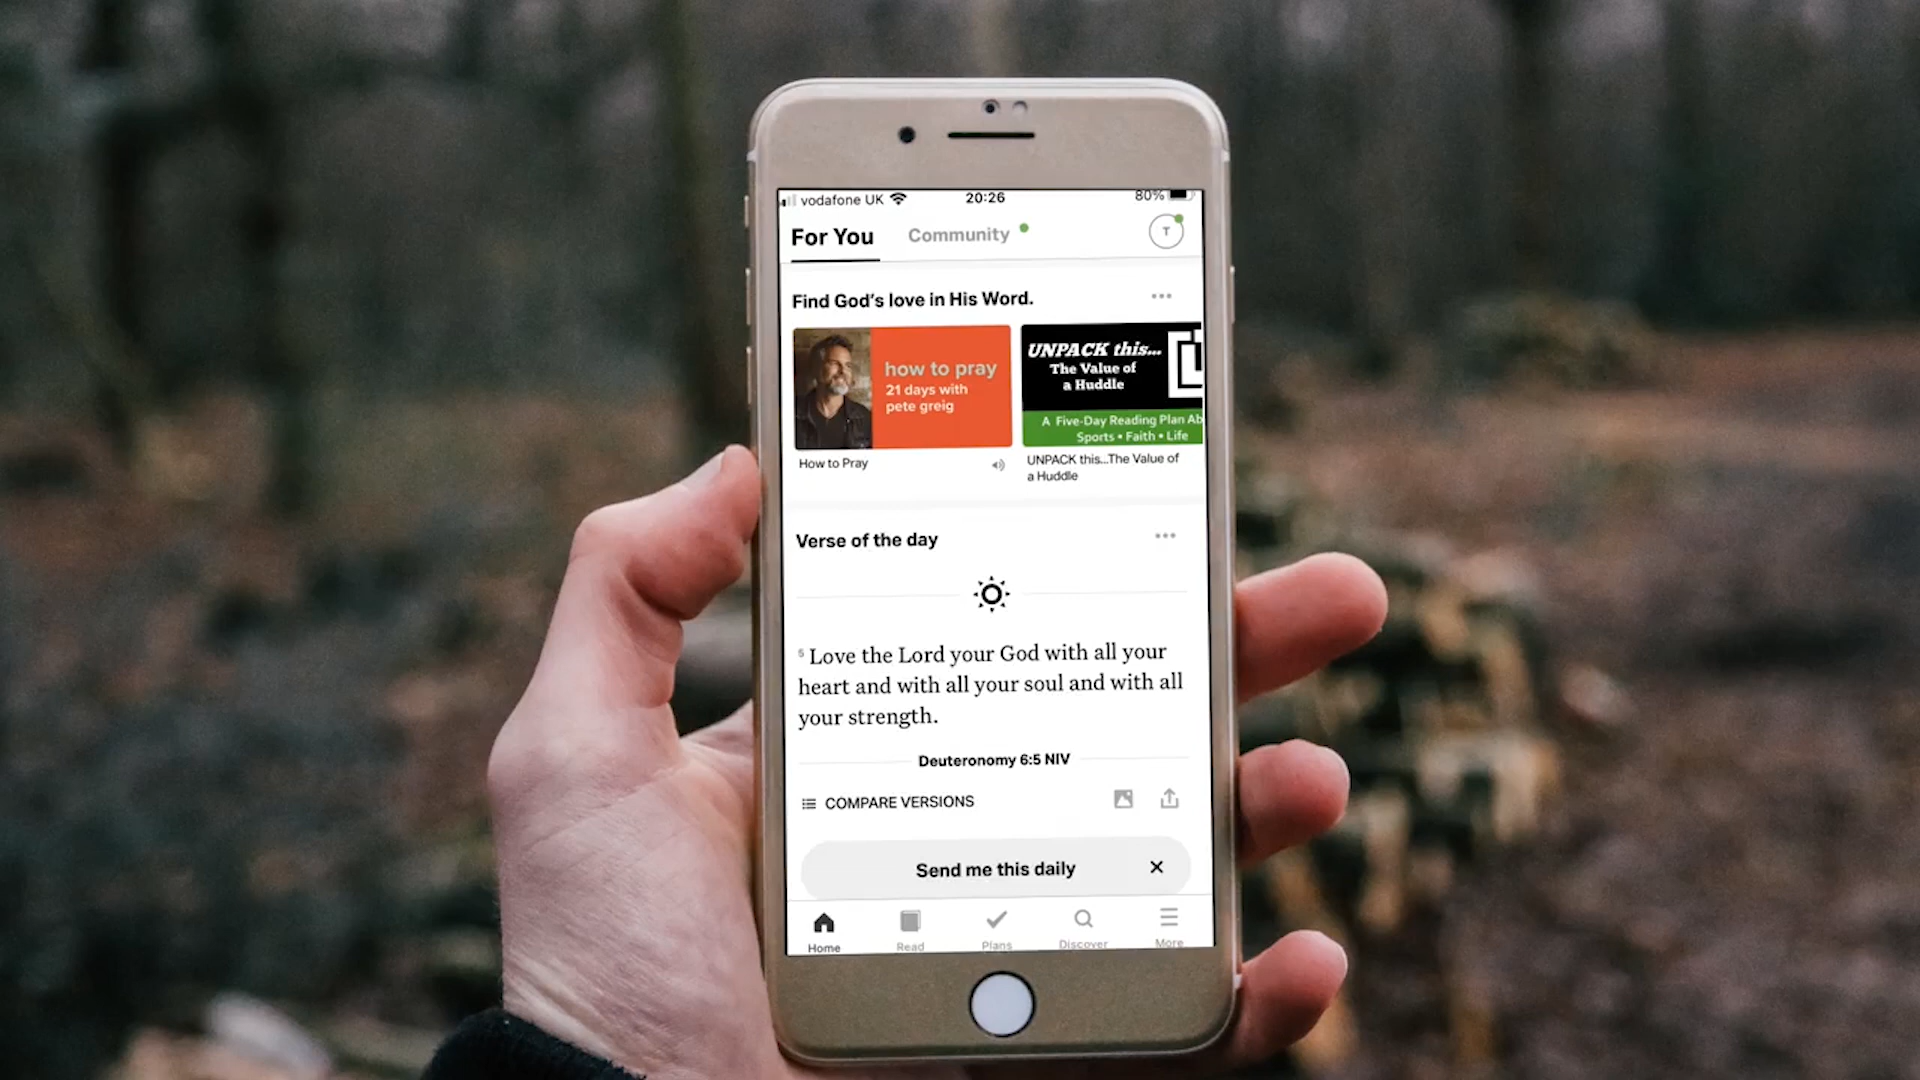 vodafone UK
20:26
80%
For You
Community
T
Find God's love in His Word.
how to pray
21 days with
pete greig
UNPACK this...
The Value of
a Huddle
A Five-Day Reading Plan Ab
Sports • Faith • Life
How to Pray
UNPACK this...The Value of
a Huddle
Verse of the day
5 Love the Lord your God with all your
heart and with all your soul and with all
your strength.
Deuteronomy 6:5 NIV
COMPARE VERSIONS
Send me this daily
Home
Read
Plans
Discover
More